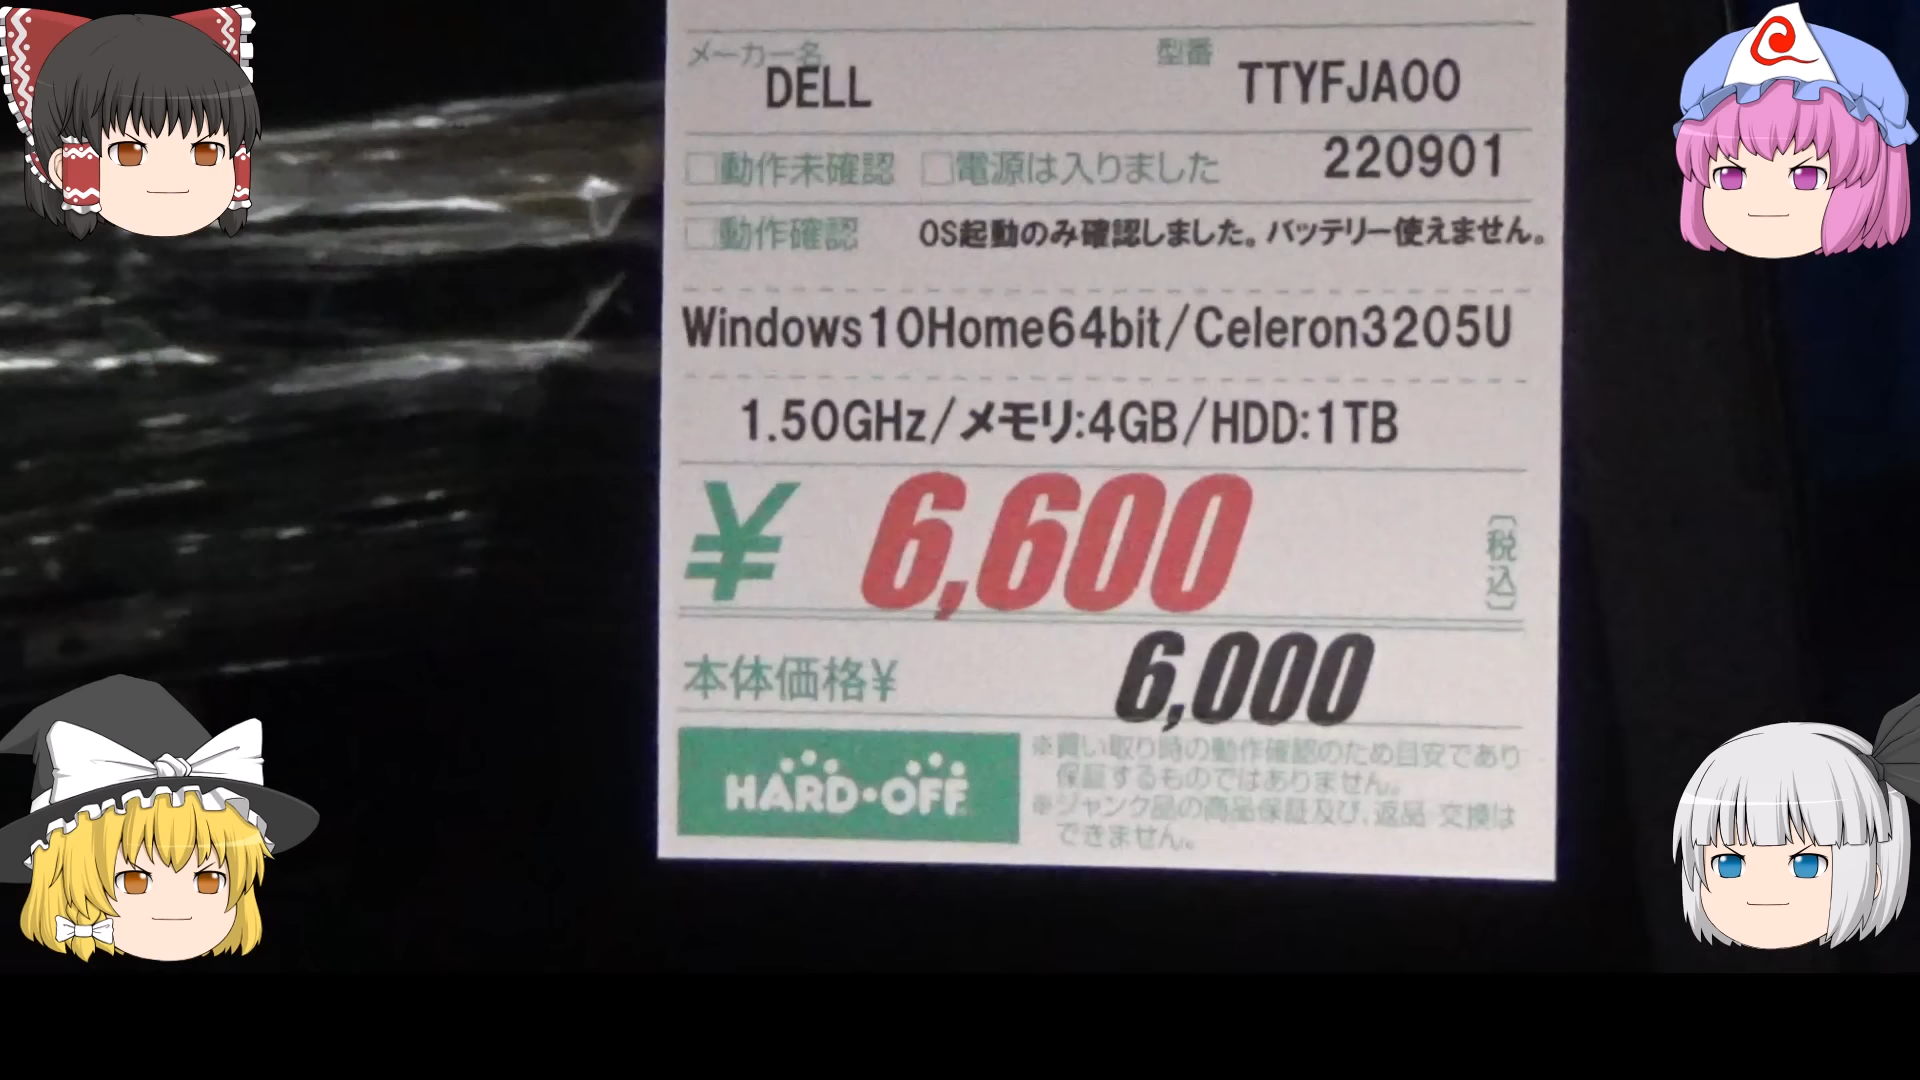 メーカー名 DELL 型番 TTYFJA00
□動作未確認 □電源は入りました 220901
□動作確認 OS起動のみ確認しました。バッテリー使えません。
Windows10Home64bit/Celeron3205U
1.50GHz/メモリ:4GB/HDD:1TB
¥ 6,600 〔税込〕
本体価格¥ 6,000
HARD・OFF
※買い取り時の動作確認のため目安であり
保証するものではありません。
※ジャンク品の商品保証及び、返品・交換は
できません。